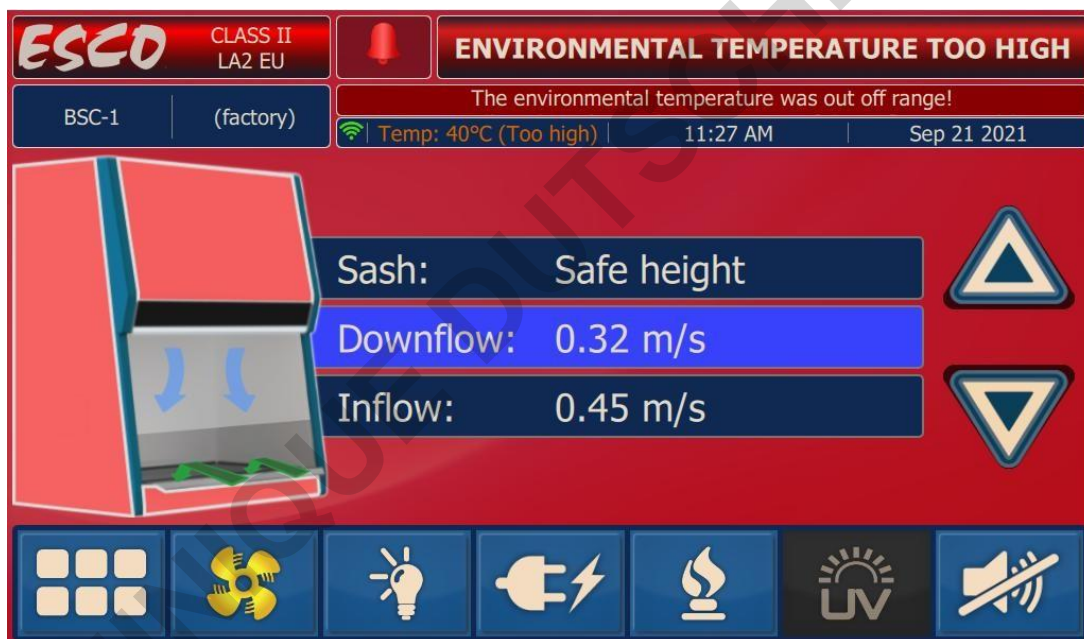 ESCO
CLASS II
LA2 EU
ENVIRONMENTAL TEMPERATURE TOO HIGH
BSC-1
(factory)
The environmental temperature was out off range!
Temp: 40°C (Too high)
11:27 AM
Sep 21 2021
Sash: Safe height
Downflow: 0.32 m/s
Inflow: 0.45 m/s
UV